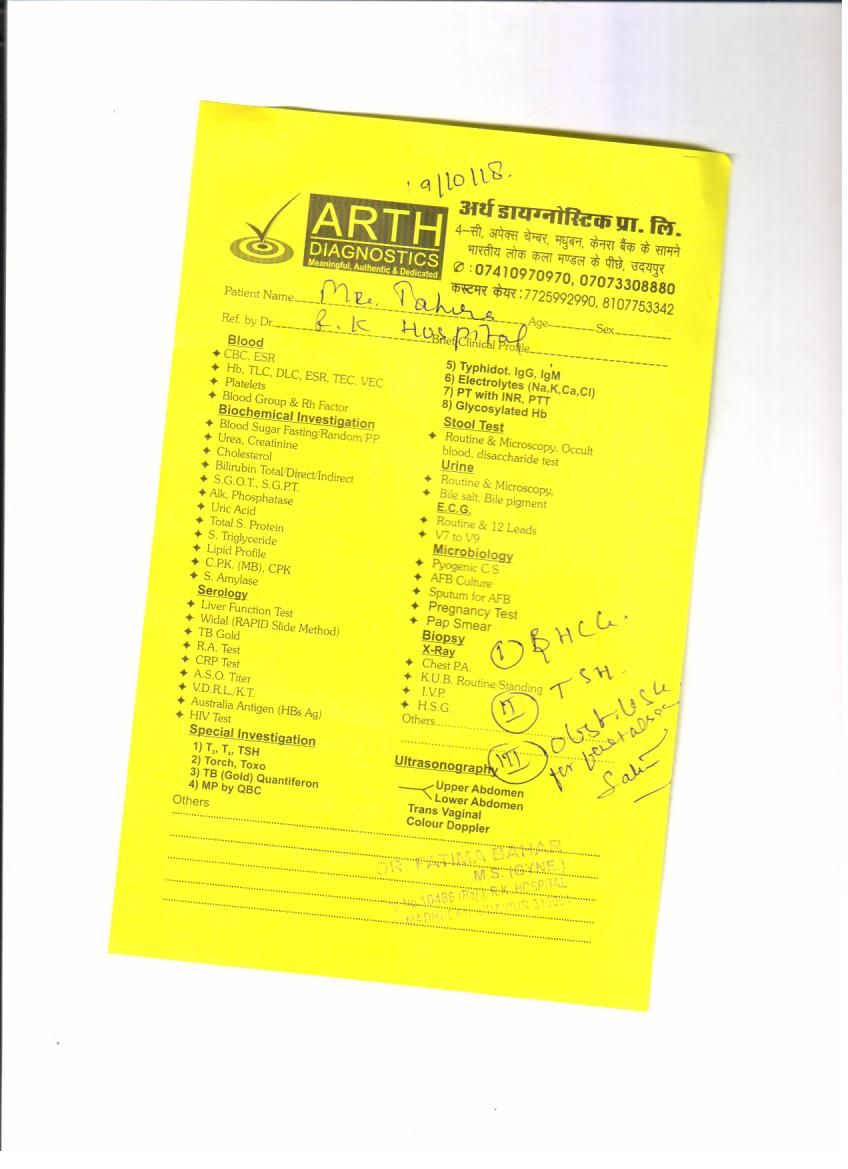 9/10/18.
ARTH
DIAGNOSTICS
Meaningful, Authentic & Dedicated
अर्थ डायग्नोस्टिक प्रा. लि.
4–सी, अपेक्स चेम्बर, मधुबन, केनरा बैंक के सामने
भारतीय लोक कला मण्डल के पीछे, उदयपुर
✆ : 07410970970, 07073308880
कस्टमर केयर : 7725992990, 8107753342
Patient Name Age Sex
Ref. by Dr. Hospital Brief Clinical Profile
Blood
CBC, ESR
Hb, TLC, DLC, ESR, TEC, VEC
Platelets
Blood Group & Rh Factor
Biochemical Investigation
Blood Sugar Fasting/Random/P.P.
Urea, Creatinine
Cholesterol
Bilirubin Total/Direct/Indirect
S.G.O.T., S.G.P.T.
Alk, Phosphatase
Uric Acid
Total S. Protein
S. Triglyceride
Lipid Profile
C.P.K. (MB), CPK
S. Amylase
Serology
Liver Function Test
Widal (RAPID Slide Method)
TB Gold
R.A. Test
CRP Test
A.S.O. Titer
V.D.R.L./K.T.
Australia Antigen (HBs Ag)
HIV Test
Special Investigation
1) T3, T4, TSH
2) Torch, Toxo
3) TB (Gold) Quantiferon
4) MP by QBC
Others
5) Typhidot. IgG, IgM
6) Electrolytes (Na,K,Ca,Cl)
7) PT with INR, PTT
8) Glycosylated Hb
Stool Test
Routine & Microscopy, Occult
blood, disaccharide test
Urine
Routine & Microscopy,
Bile salt, Bile pigment
E.C.G.
Routine & 12 Leads
V7 to V9
Microbiology
Pyogenic C/S
AFB Culture
Sputum for AFB
Pregnancy Test
Pap Smear
Biopsy
X-Ray
Chest P.A.
K.U.B. Routine/Standing
I.V.P.
H.S.G.
Others
Ultrasonography
Upper Abdomen
Lower Abdomen
Trans Vaginal
Colour Doppler
I βHCG.
II TSH.
III
for
DR. FATIMA BAHAR
M.S. (GYNE.)
HOSPITAL